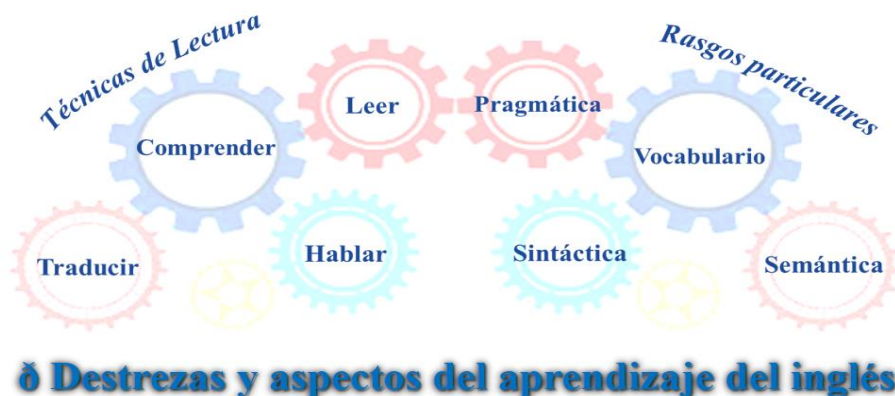 Técnicas de Lectura
Rasgos particulares
Leer
Pragmática
Comprender
Vocabulario
Hablar
Sintáctica
Traducir
Semántica
ð Destrezas y aspectos del aprendizaje del inglés